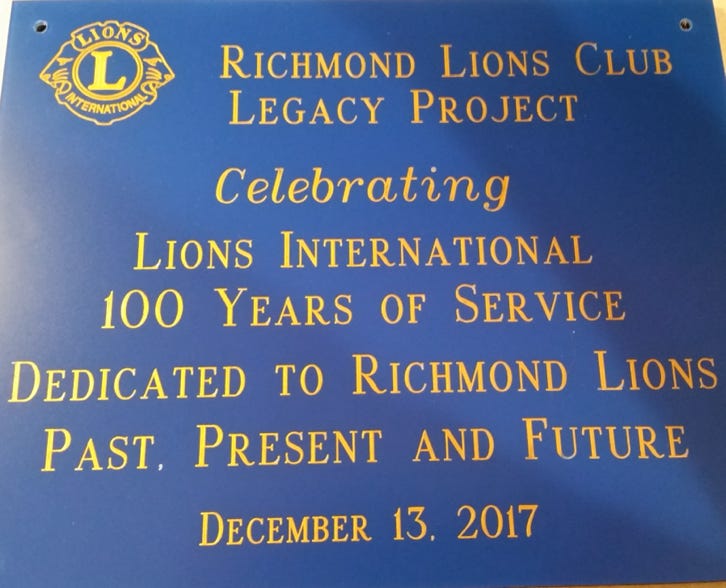 LIONS
L
INTERNATIONAL
RICHMOND LIONS CLUB
LEGACY PROJECT
Celebrating
LIONS INTERNATIONAL
100 YEARS OF SERVICE
DEDICATED TO RICHMOND LIONS
PAST, PRESENT AND FUTURE
DECEMBER 13, 2017